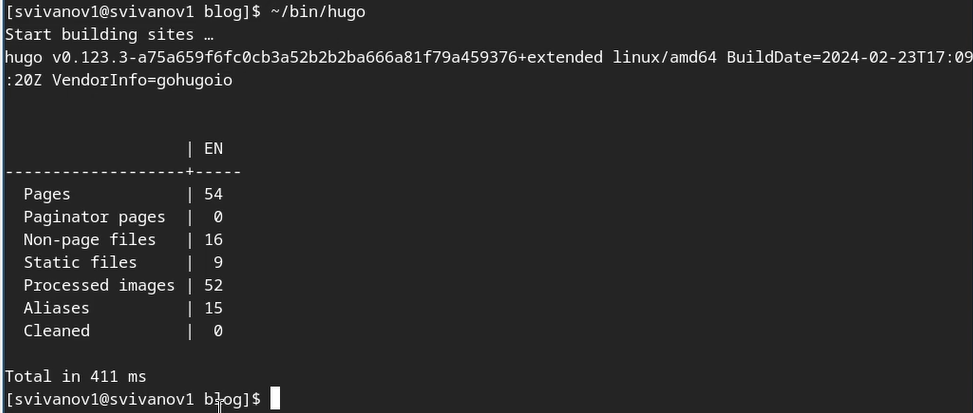 [svivanov1@svivanov1 blog]$ ~/bin/hugo
Start building sites …
hugo v0.123.3-a75a659f6fc0cb3a52b2b2ba666a81f79a459376+extended linux/amd64 BuildDate=2024-02-23T17:09
:20Z VendorInfo=gohugoio
                   | EN
-------------------+-----
  Pages            | 54
  Paginator pages  |  0
  Non-page files   | 16
  Static files     |  9
  Processed images | 52
  Aliases          | 15
  Cleaned          |  0
Total in 411 ms
[svivanov1@svivanov1 blog]$